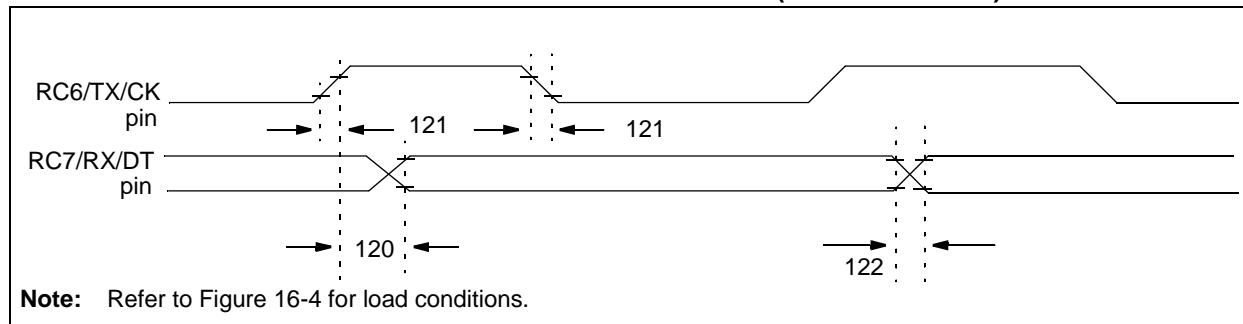 RC6/TX/CK
pin
121
121
RC7/RX/DT
pin
120
122
Note: Refer to Figure 16-4 for load conditions.